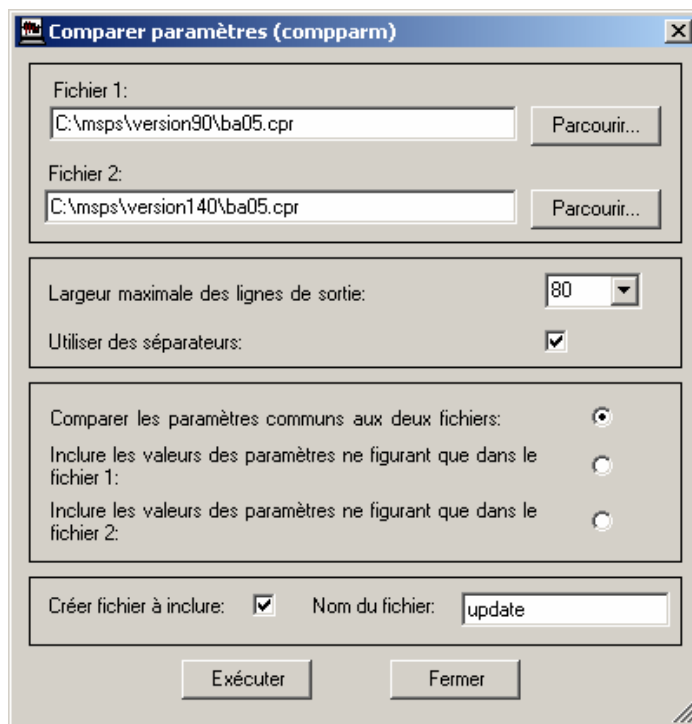 Comparer paramètres (compparm)
Fichier 1:
C:\msps\version90\ba05.cpr
Parcourir...
Fichier 2:
C:\msps\version140\ba05.cpr
Parcourir...
Largeur maximale des lignes de sortie:
80
Utiliser des séparateurs:
Comparer les paramètres communs aux deux fichiers:
Inclure les valeurs des paramètres ne figurant que dans le
fichier 1:
Inclure les valeurs des paramètres ne figurant que dans le
fichier 2:
Créer fichier à inclure:
Nom du fichier:
update
Exécuter
Fermer